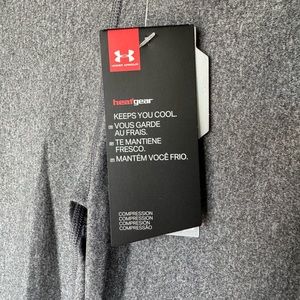 UNDER ARMOUR
heatgear
KEEPS YOU COOL.
VOUS GARDE
AU FRAIS.
TE MANTIENE
FRESCO.
MANTÉM VOCÊ FRIO.
COMPRESSION
COMPRESSION
COMPRESIÓN
COMPRESSÃO